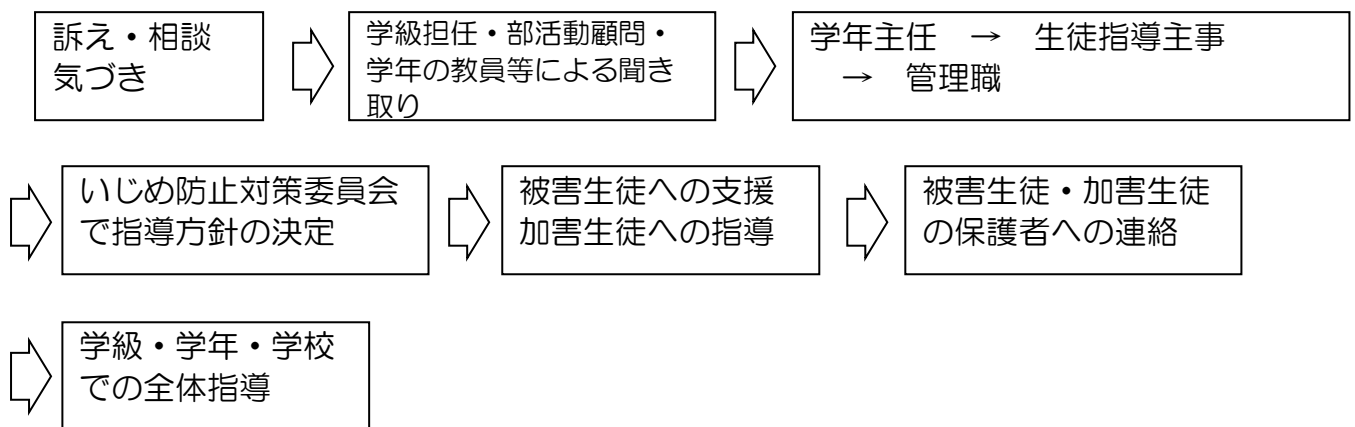 訴え・相談
気づき
学級担任・部活動顧問・
学年の教員等による聞き
取り
学年主任　→　生徒指導主事
→　管理職
いじめ防止対策委員会
で指導方針の決定
被害生徒への支援
加害生徒への指導
被害生徒・加害生徒
の保護者への連絡
学級・学年・学校
での全体指導